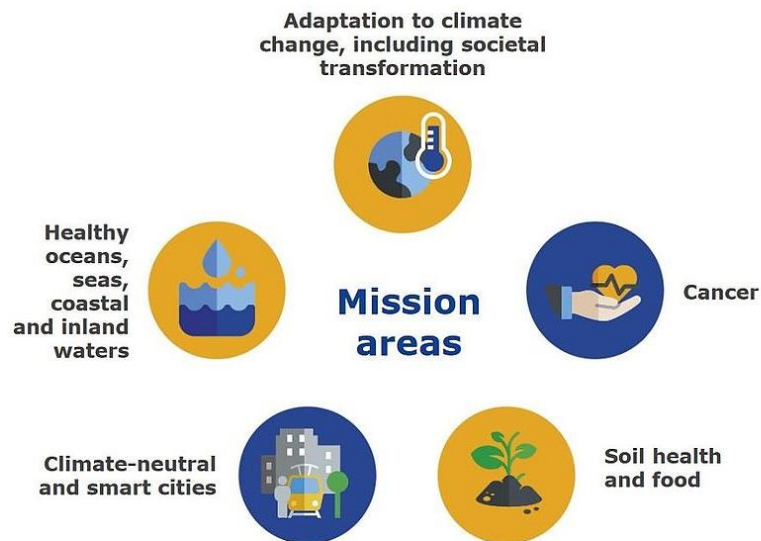 Adaptation to climate
change, including societal
transformation
Healthy
oceans,
seas,
coastal
and inland
waters
Mission
areas
Cancer
Climate-neutral
and smart cities
Soil health
and food